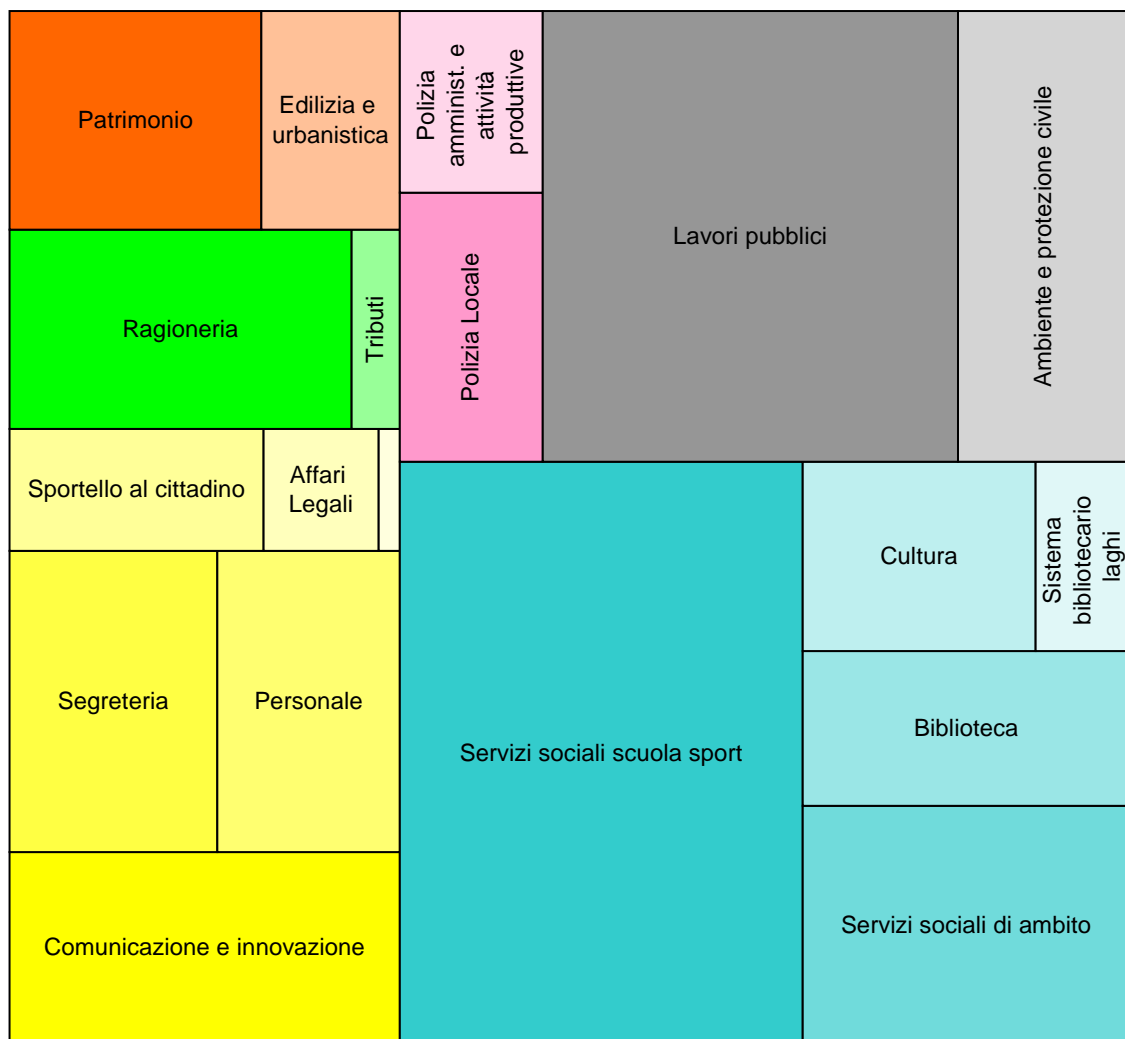 Patrimonio
Edilizia e
urbanistica
Polizia
amminist. e
attività
produttive
Lavori pubblici
Ambiente e protezione civile
Ragioneria
Tributi
Polizia Locale
Sportello al cittadino
Affari
Legali
Cultura
Sistema
bibliotecario
laghi
Segreteria
Personale
Servizi sociali scuola sport
Biblioteca
Comunicazione e innovazione
Servizi sociali di ambito